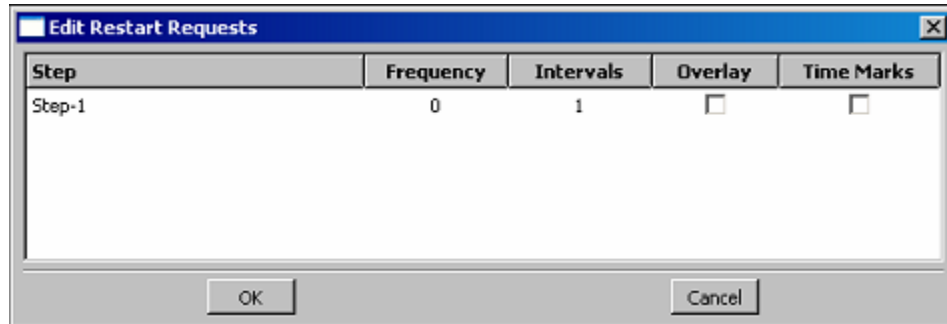 Edit Restart Requests
Step Frequency Intervals Overlay Time Marks
Step-1 0 1
OK Cancel